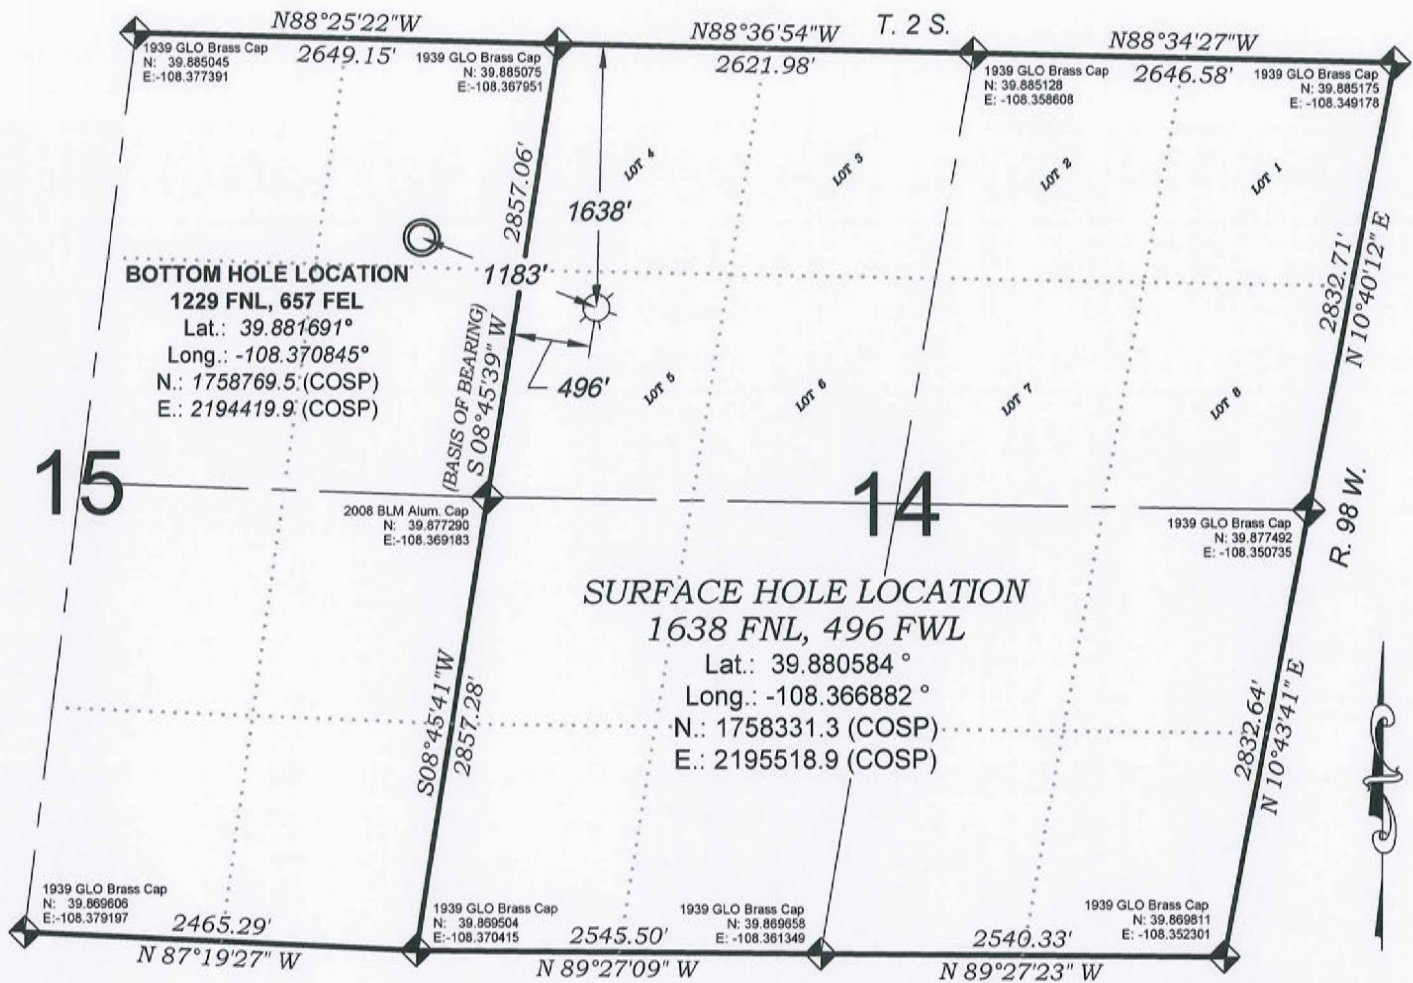 N88°25'22"W
N88°36'54"W
T. 2 S.
N88°34'27"W
2649.15'
2621.98'
2646.58'
1939 GLO Brass Cap
N: 39.885045
E:-108.377391
1939 GLO Brass Cap
N: 39.885075
E:-108.367951
1939 GLO Brass Cap
N: 39.885128
E: -108.358608
1939 GLO Brass Cap
N: 39.885175
E: -108.349178
LOT 4
LOT 3
LOT 2
LOT 1
2857.06'
1638'
1183'
BOTTOM HOLE LOCATION
1229 FNL, 657 FEL
Lat.: 39.881691°
Long.: -108.370845°
N.: 1758769.5 (COSP)
E.: 2194419.9 (COSP)
(BASIS OF BEARING)
S 08°45'39" W
496'
LOT 5
LOT 6
LOT 7
LOT 8
2832.71'
N 10°40'12" E
15
14
R. 98 W.
2008 BLM Alum. Cap
N: 39.877290
E:-108.369183
1939 GLO Brass Cap
N: 39.877492
E: -108.350735
SURFACE HOLE LOCATION
1638 FNL, 496 FWL
Lat.: 39.880584 °
Long.: -108.366882 °
N.: 1758331.3 (COSP)
E.: 2195518.9 (COSP)
S08°45'41"W
2857.28'
2832.64'
N 10°43'41" E
1939 GLO Brass Cap
N: 39.869606
E:-108.379197
1939 GLO Brass Cap
N: 39.869504
E:-108.370415
1939 GLO Brass Cap
N: 39.869658
E: -108.361349
1939 GLO Brass Cap
N: 39.869811
E: -108.352301
2465.29'
2545.50'
2540.33'
N 87°19'27" W
N 89°27'09" W
N 89°27'23" W